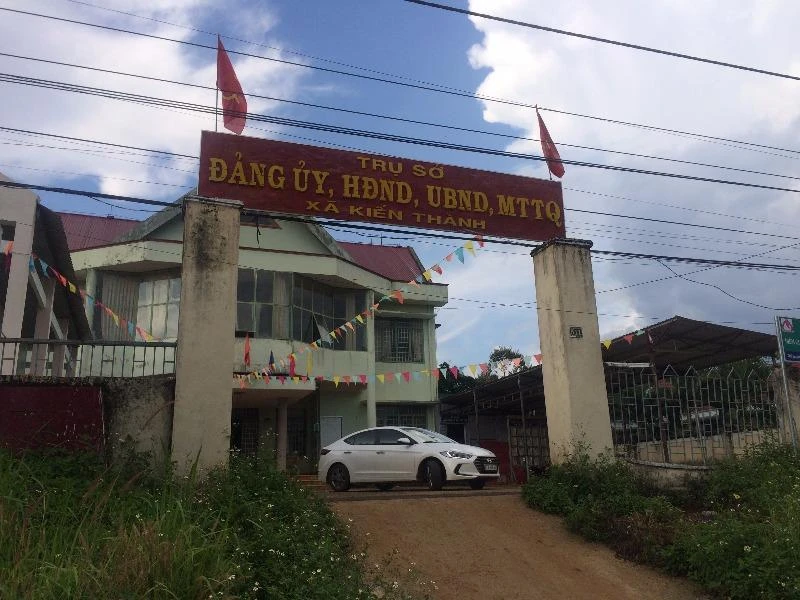 TRỤ SỞ
ĐẢNG ỦY, HĐND, UBND, MTTQ
XÃ KIẾN THÀNH